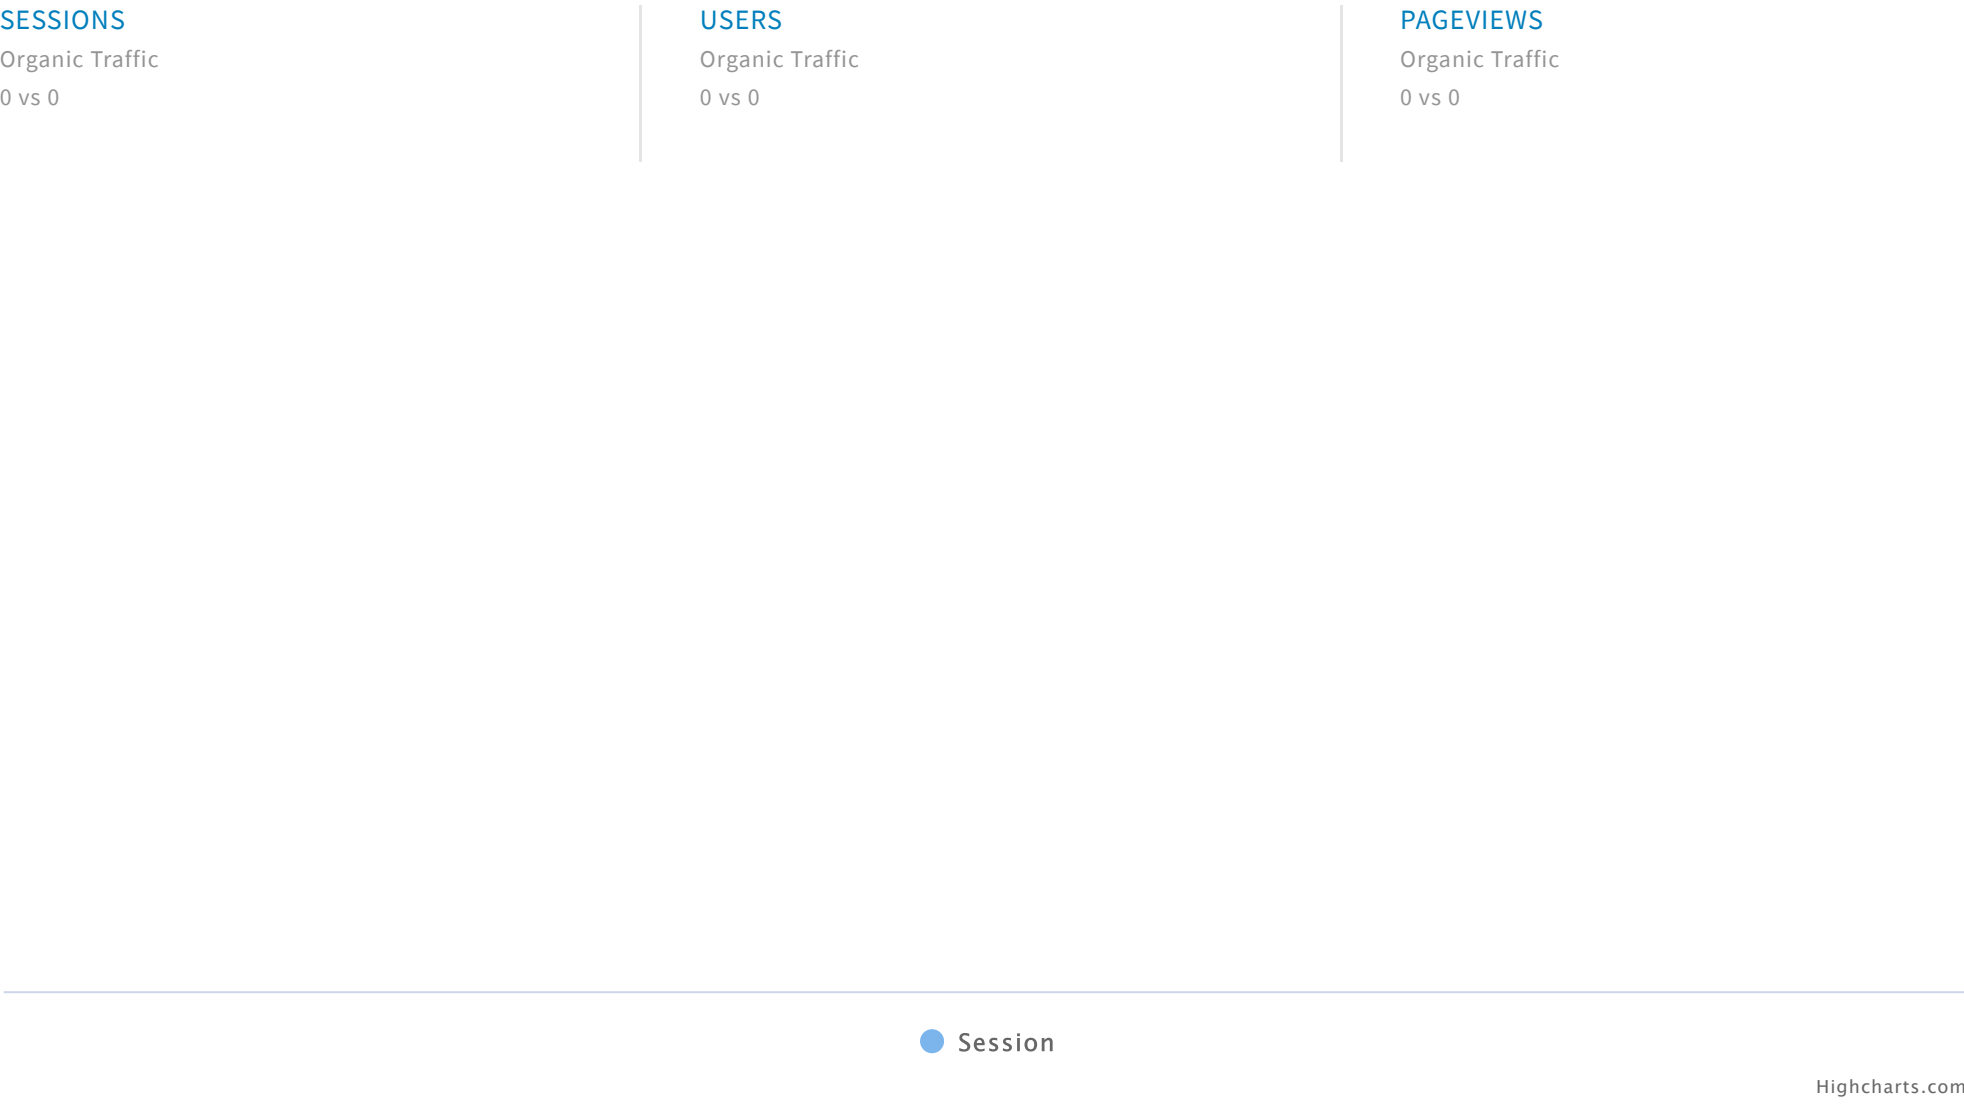 SESSIONS
Organic Traffic
0 vs 0
USERS
Organic Traffic
0 vs 0
PAGEVIEWS
Organic Traffic
0 vs 0
Session
Highcharts.com